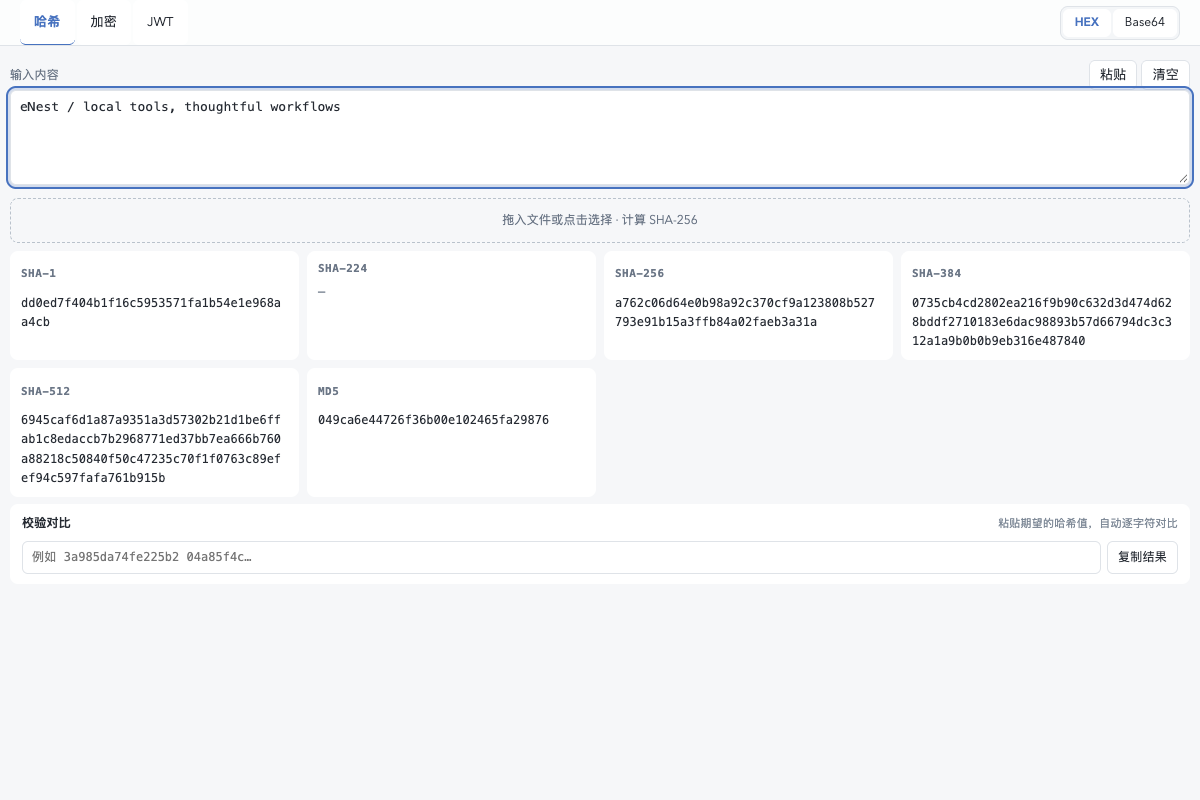 哈希 加密 JWT HEX Base64
输入内容 粘贴 清空
eNest / local tools, thoughtful workflows
拖入文件或点击选择 · 计算 SHA-256
SHA-1
dd0ed7f404b1f16c5953571fa1b54e1e968a
a4cb
SHA-224
—
SHA-256
a762c06d64e0b98a92c370cf9a123808b527
793e91b15a3ffb84a02faeb3a31a
SHA-384
0735cb4cd2802ea216f9b90c632d3d474d62
8bddf2710183e6dac98893b57d66794dc3c3
12a1a9b0b0b9eb316e487840
SHA-512
6945caf6d1a87a9351a3d57302b21d1be6ff
ab1c8edaccb7b2968771ed37bb7ea666b760
a88218c50840f50c47235c70f1f0763c89ef
ef94c597fafa761b915b
MD5
049ca6e44726f36b00e102465fa29876
校验对比 粘贴期望的哈希值，自动逐字符对比
例如 3a985da74fe225b2 04a85f4c… 复制结果